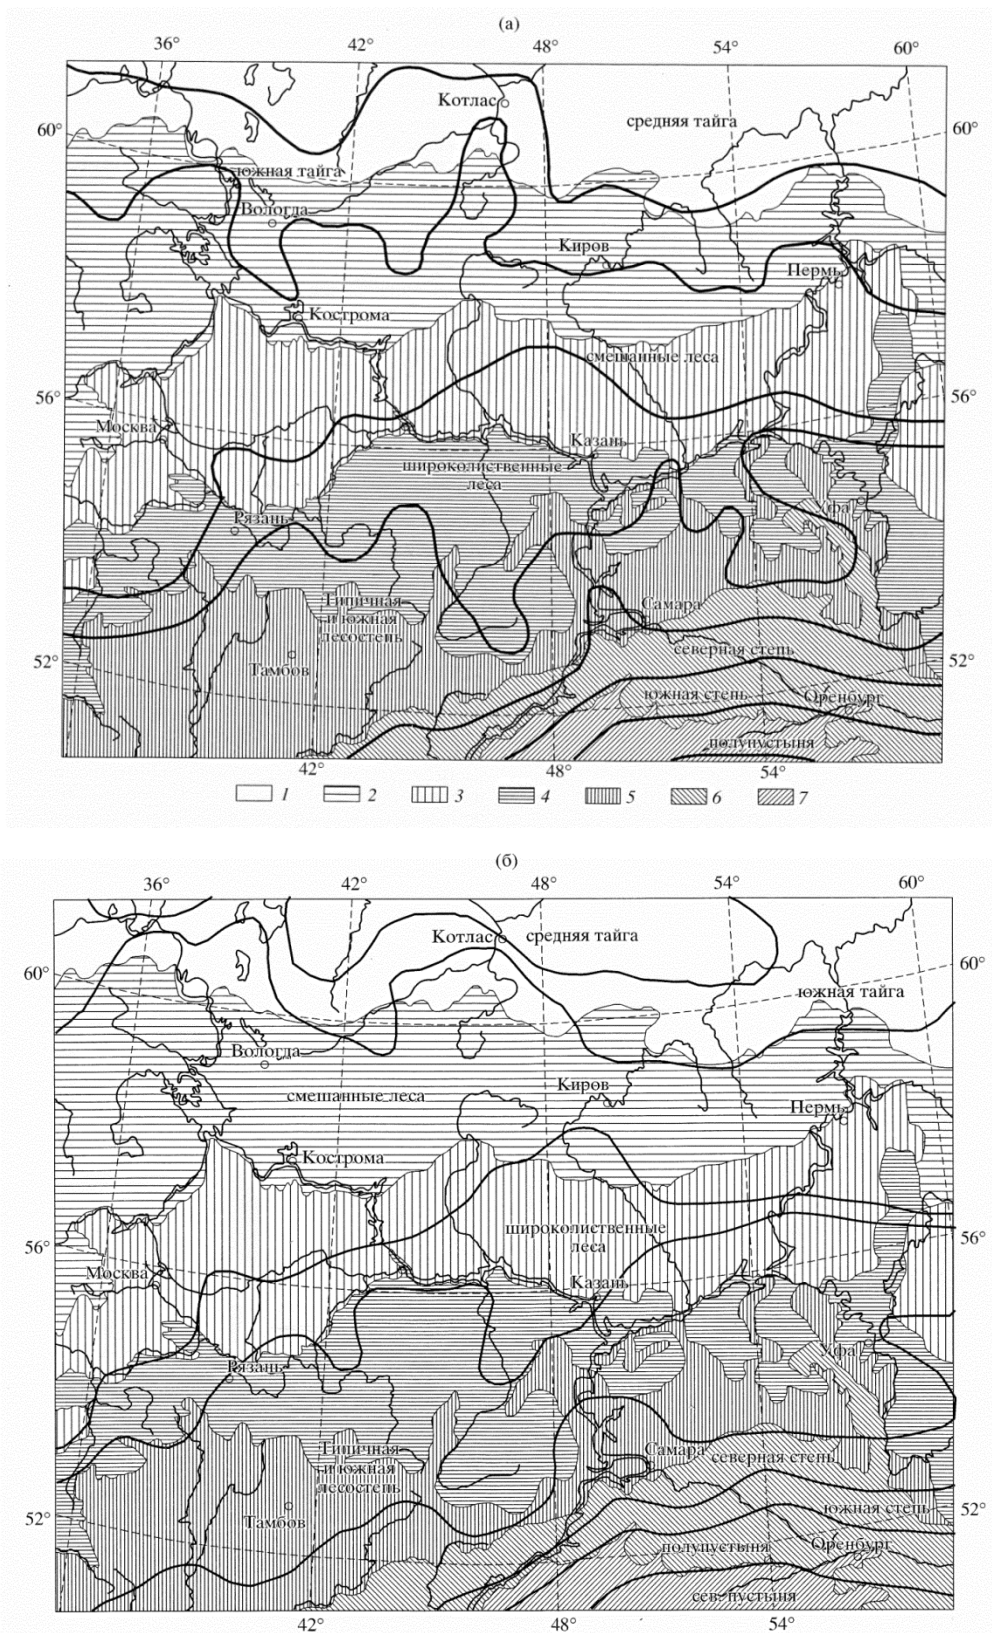 (а)
36° 42° 48° 54° 60°
Котлас
средняя тайга
60° 60°
южная тайга
Вологда
Киров
Пермь
Кострома
смешанные леса
56° 56°
Москва
Казань
широколиственные
леса
Уфа
Рязань
Типичная
и южная
лесостепь
Самара
северная степь
52° 52°
Тамбов
южная степь
Оренбург
полупустыня
42° 48° 54°
1 2 3 4 5 6 7
(б)
36° 42° 48° 54° 60°
Котлас
средняя тайга
60° 60°
южная тайга
Вологда
Киров
смешанные леса
Пермь
Кострома
широколиственные
леса
56° 56°
Москва
Казань
Уфа
Рязань
Типичная
и южная
лесостепь
Самара
северная степь
52° 52°
южная степь
Тамбов
полупустыня
Оренбург
сев. пустыня
42° 48° 54°